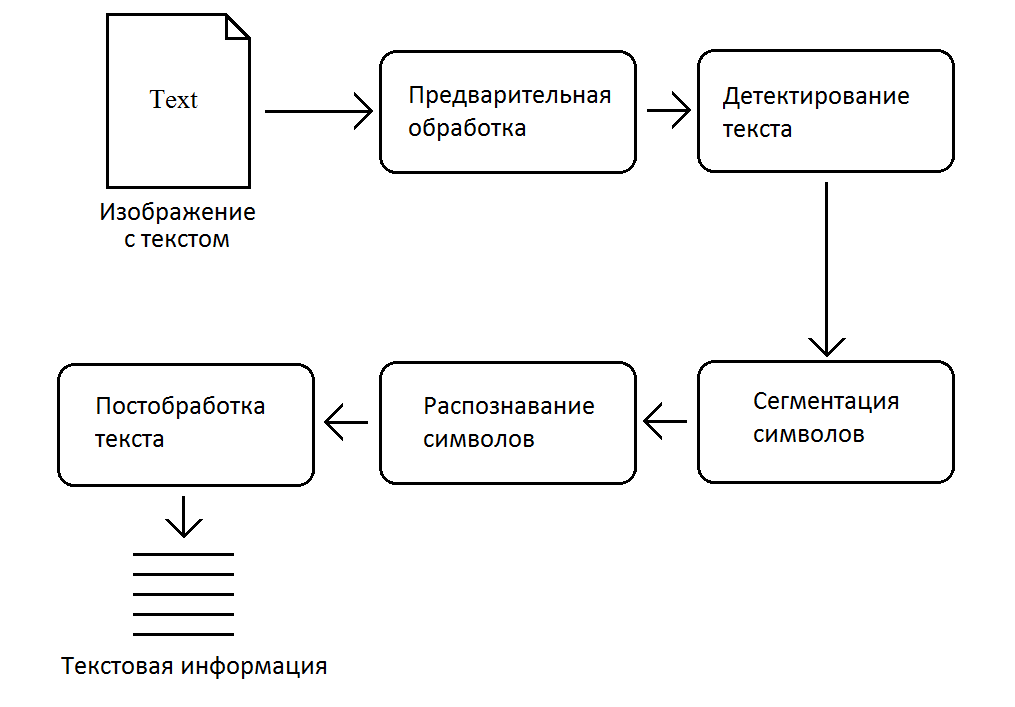 Text
Изображение
с текстом
Предварительная
обработка
Детектирование
текста
Сегментация
символов
Распознавание
символов
Постобработка
текста
Текстовая информация